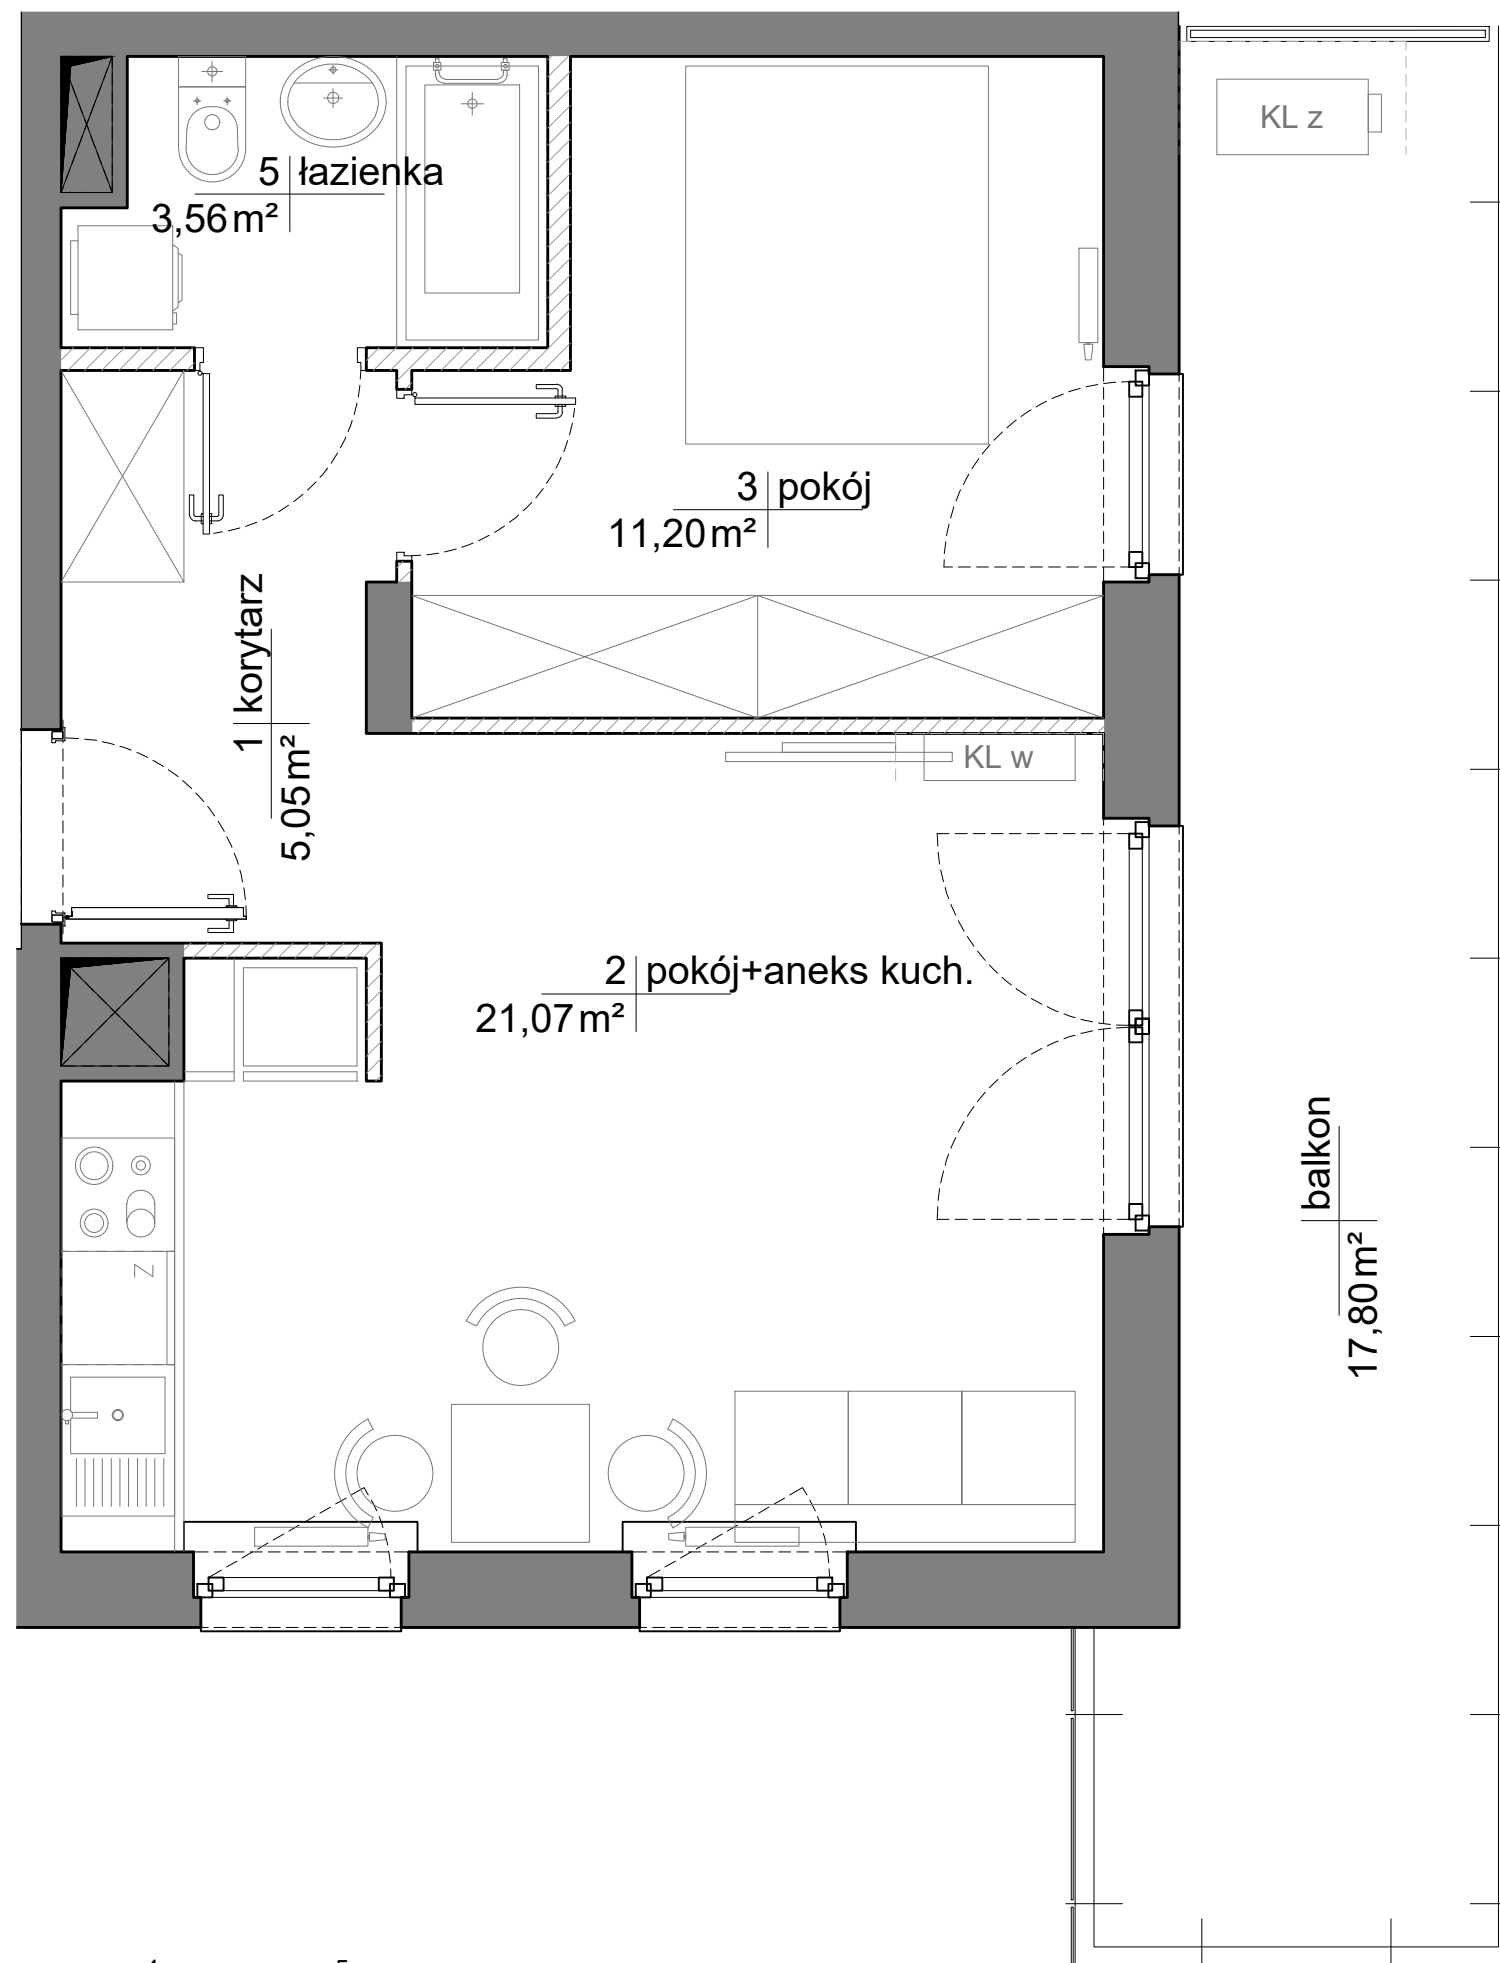 KL z
5 łazienka
3,56 m²
3 pokój
11,20 m²
1 korytarz
5,05 m²
KL w
2 pokój+aneks kuch.
21,07 m²
balkon
17,80 m²
Z